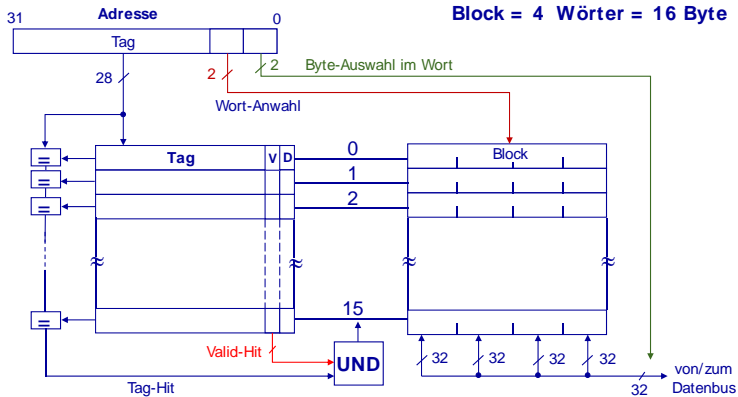 Block = 4 Wörter = 16 Byte
31 Adresse 0
Tag
28 2 2 Byte-Auswahl im Wort
Wort-Anwahl
= Tag V D 0 Block
= 1
= 2
≈ ≈ ≈ ≈
= 15
Valid-Hit UND 32 32 32 32
von/zum
Tag-Hit 32 Datenbus